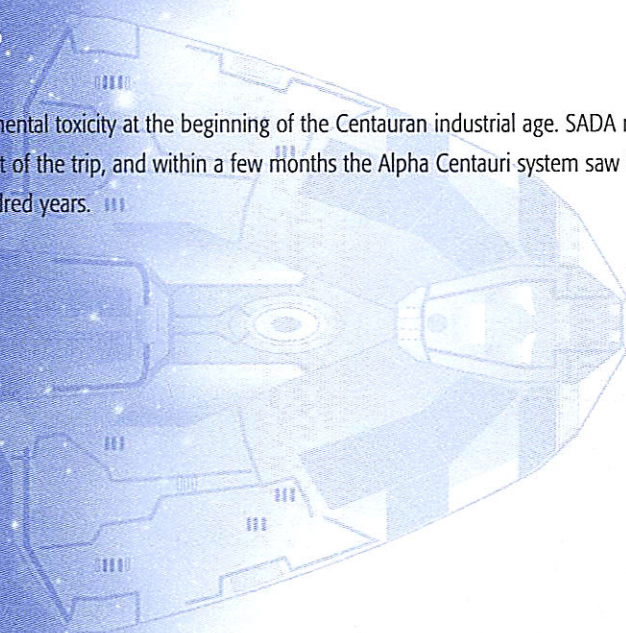 nental toxicity at the beginning of the Centauran industrial age. SADA
t of the trip, and within a few months the Alpha Centauri system saw
dred years.